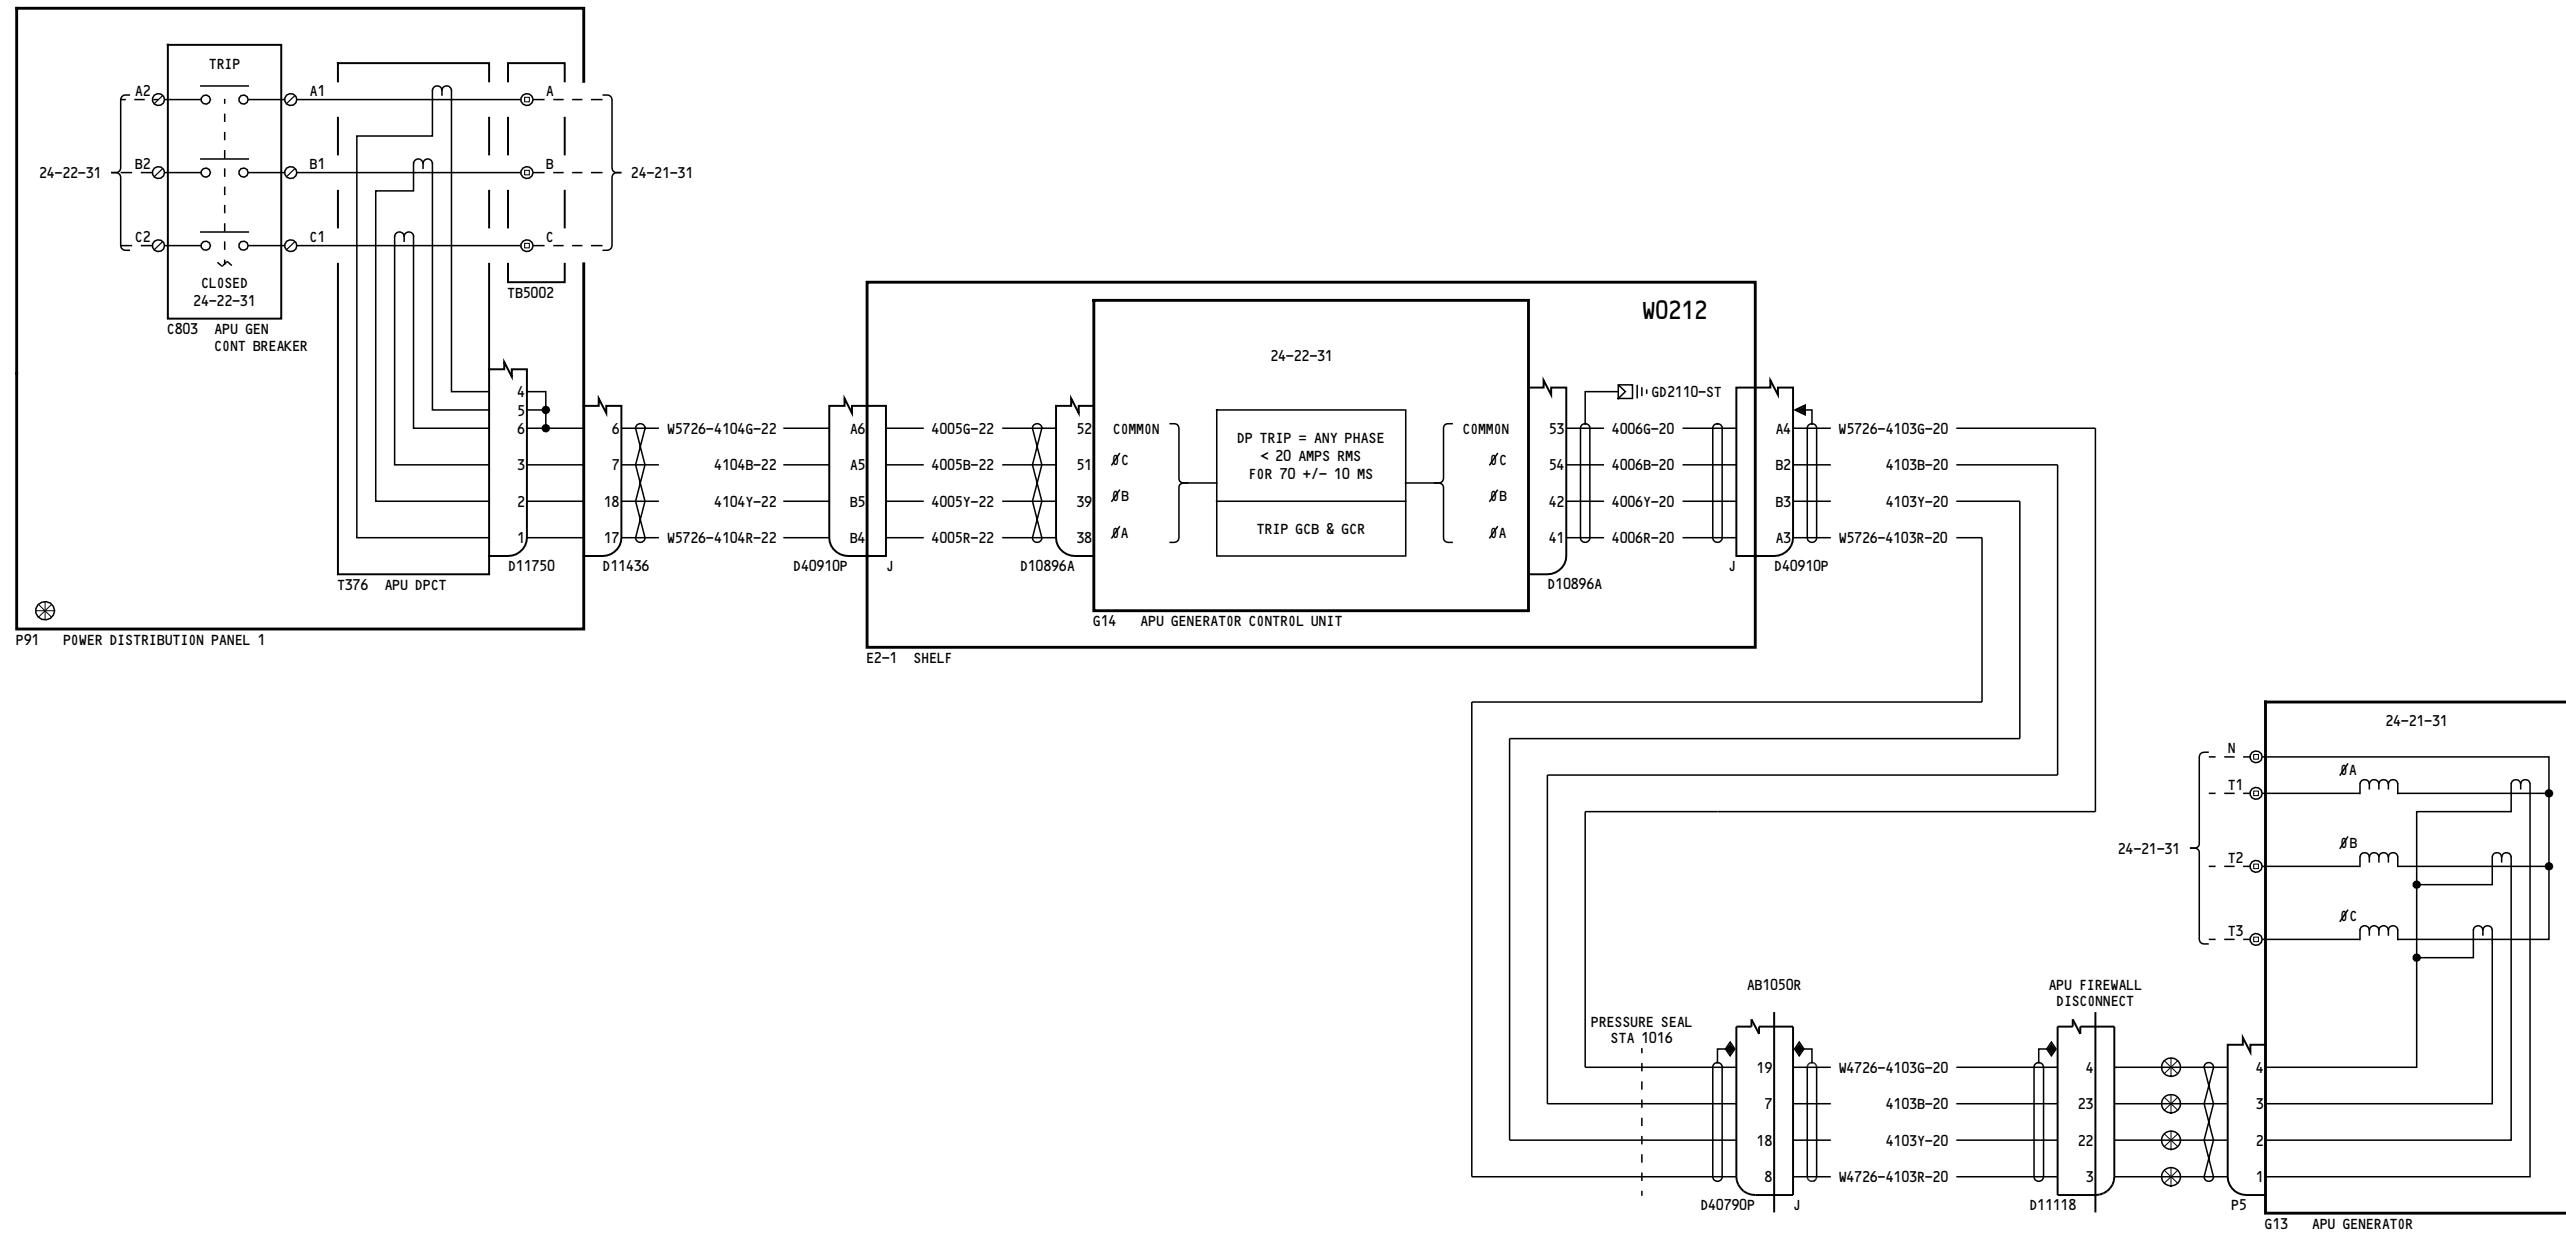 TRIP
A2
A1
A
B2
B1
B
24-22-31
24-21-31
C2
C1
C
CLOSED
24-22-31
TB5002
C803 APU GEN
CONT BREAKER
4
5
6
3
2
1
D11750
T376 APU DPCT
P91 POWER DISTRIBUTION PANEL 1
6
7
18
17
D11436
W5726-4104G-22
4104B-22
4104Y-22
W5726-4104R-22
A6
A5
B5
B4
D40910P J
4005G-22
4005B-22
4005Y-22
4005R-22
52
51
39
38
D10896A
W0212
24-22-31
COMMON
ØC
ØB
ØA
DP TRIP = ANY PHASE
< 20 AMPS RMS
FOR 70 +/- 10 MS
TRIP GCB & GCR
COMMON
ØC
ØB
ØA
53
54
42
41
D10896A
G14 APU GENERATOR CONTROL UNIT
E2-1 SHELF
GD2110-ST
4006G-20
4006B-20
4006Y-20
4006R-20
A4
B2
B3
A3
J D40910P
W5726-4103G-20
4103B-20
4103Y-20
W5726-4103R-20
24-21-31
N
ØA
T1
ØB
T2
24-21-31
ØC
T3
AB1050R
APU FIREWALL
DISCONNECT
PRESSURE SEAL
STA 1016
19
7
18
8
D40790P J
W4726-4103G-20
4103B-20
4103Y-20
W4726-4103R-20
4
23
22
3
D11118
4
3
2
1
P5
G13 APU GENERATOR